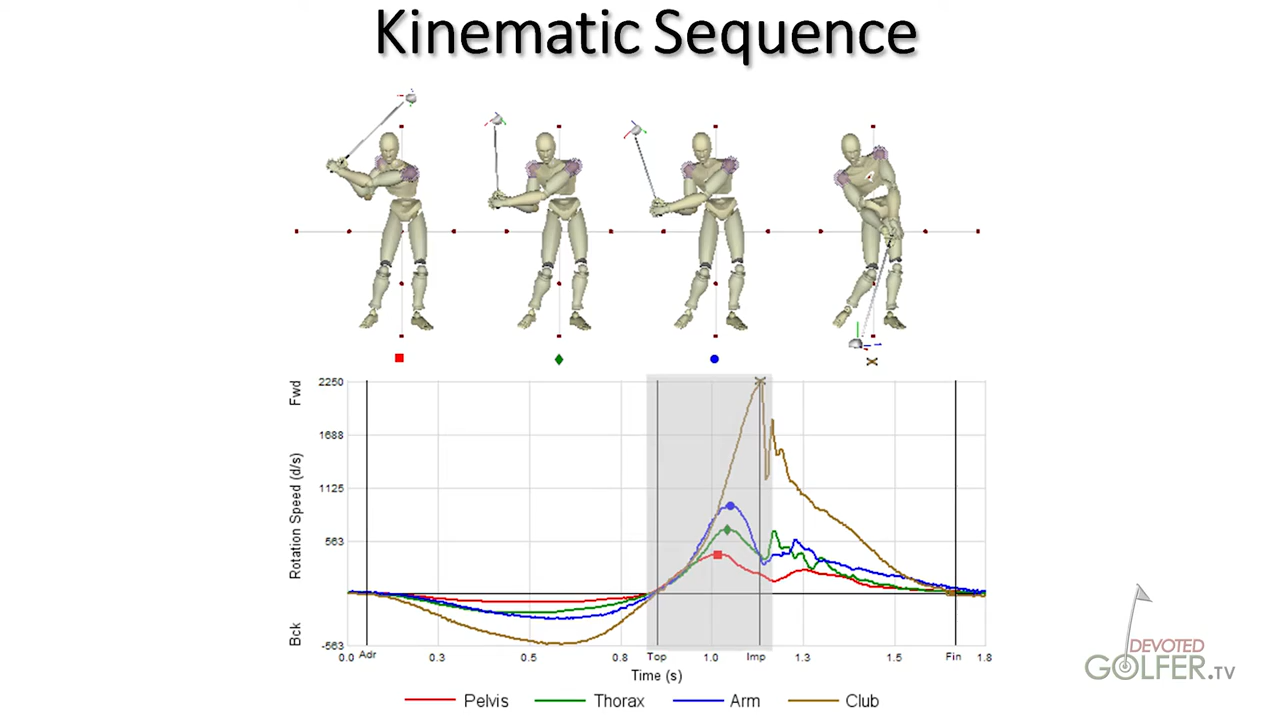 Kinematic Sequence
Fwd
Rotation Speed (d/s)
Bck
2250
1688
1125
563
-563
0.0 Adr 0.3 0.5 0.8 Top 1.0 Imp 1.3 1.5 Fin 1.8
Time (s)
Pelvis Thorax Arm Club
DEVOTED
GOLFER.TV